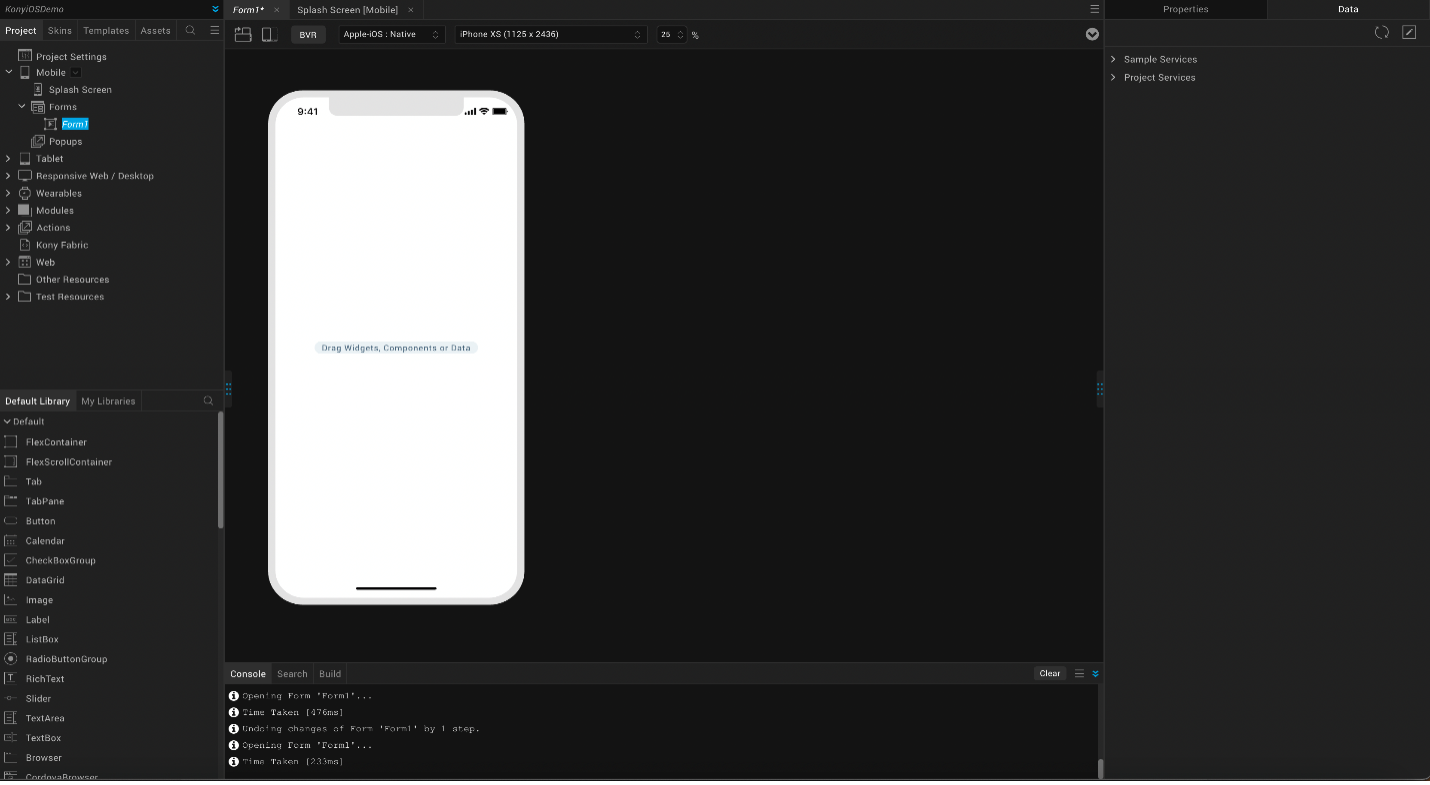 KonyiOSDemo
Form1*
Splash Screen [Mobile]
Properties
Data
Project
Skins
Templates
Assets
BVR
Apple-iOS : Native
iPhone XS (1125 x 2436)
25
%
Project Settings
Mobile
Splash Screen
Forms
Form1
Popups
Tablet
Responsive Web / Desktop
Wearables
Modules
Actions
Kony Fabric
Web
Other Resources
Test Resources
Sample Services
Project Services
9:41
Drag Widgets, Components or Data
Default Library
My Libraries
Default
FlexContainer
FlexScrollContainer
Tab
TabPane
Button
Calendar
CheckBoxGroup
DataGrid
Image
Label
ListBox
RadioButtonGroup
RichText
Slider
TextArea
TextBox
Browser
CordovaBrowser
Console
Search
Build
Clear
Opening Form 'Form1'...
Time Taken [476ms]
Undoing changes of Form 'Form1' by 1 step.
Opening Form 'Form1'...
Time Taken [233ms]